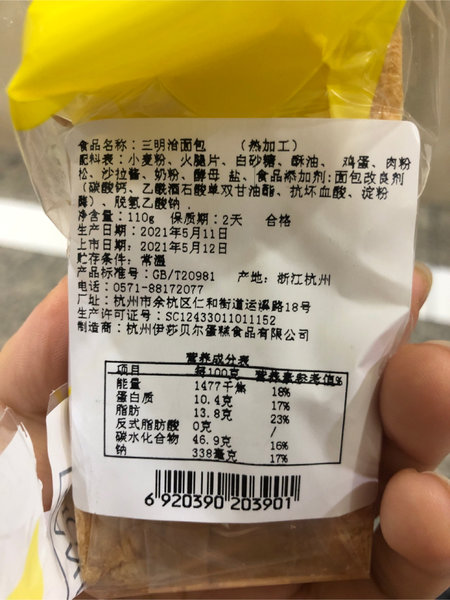 食品名称：三明治面包 （热加工）
配料表：小麦粉、火腿片、白砂糖、酥油、 鸡蛋、肉粉
松、沙拉酱、奶粉、酵母 盐、食品添加剂:面包改良剂
（碳酸钙、乙酰酒石酸单双甘油酯、抗坏血酸、淀粉
酶）、脱氢乙酸钠．
净含量：110g 保质期：2天 合格
生产日期：2021年5月11日
上市日期：2021年5月12日
贮存条件：常温
产品标准号：GB/T20981 产地：浙江杭州
电话：0571-88172077
厂址：杭州市余杭区仁和街道运溪路18号
生产许可证号：SC12433011011152
制造商：杭州伊莎贝尔蛋糕食品有限公司
营养成分表
项目 每100克 营养素参考值%
能量 1477千焦 18%
蛋白质 10.4克 17%
脂肪 13.8克 23%
反式脂肪酸 0克 /
碳水化合物 46.9克 16%
钠 338毫克 17%
6 920390 203901